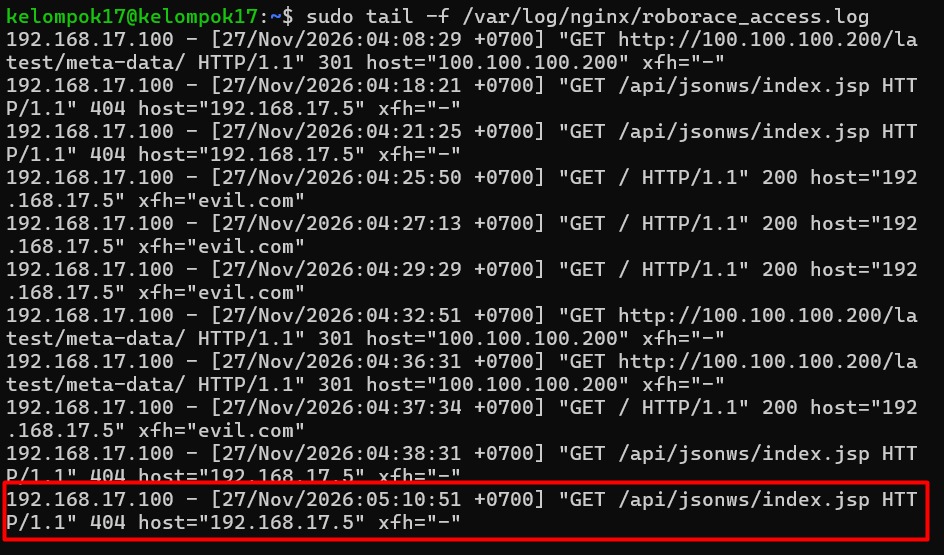 kelompok17@kelompok17:~$ sudo tail -f /var/log/nginx/roborace_access.log
192.168.17.100 - [27/Nov/2026:04:08:29 +0700] "GET http://100.100.100.200/la
test/meta-data/ HTTP/1.1" 301 host="100.100.100.200" xfh="-"
192.168.17.100 - [27/Nov/2026:04:18:21 +0700] "GET /api/jsonws/index.jsp HTT
P/1.1" 404 host="192.168.17.5" xfh="-"
192.168.17.100 - [27/Nov/2026:04:21:25 +0700] "GET /api/jsonws/index.jsp HTT
P/1.1" 404 host="192.168.17.5" xfh="-"
192.168.17.100 - [27/Nov/2026:04:25:50 +0700] "GET / HTTP/1.1" 200 host="192
.168.17.5" xfh="evil.com"
192.168.17.100 - [27/Nov/2026:04:27:13 +0700] "GET / HTTP/1.1" 200 host="192
.168.17.5" xfh="evil.com"
192.168.17.100 - [27/Nov/2026:04:29:29 +0700] "GET / HTTP/1.1" 200 host="192
.168.17.5" xfh="evil.com"
192.168.17.100 - [27/Nov/2026:04:32:51 +0700] "GET http://100.100.100.200/la
test/meta-data/ HTTP/1.1" 301 host="100.100.100.200" xfh="-"
192.168.17.100 - [27/Nov/2026:04:36:31 +0700] "GET http://100.100.100.200/la
test/meta-data/ HTTP/1.1" 301 host="100.100.100.200" xfh="-"
192.168.17.100 - [27/Nov/2026:04:37:34 +0700] "GET / HTTP/1.1" 200 host="192
.168.17.5" xfh="evil.com"
192.168.17.100 - [27/Nov/2026:04:38:31 +0700] "GET /api/jsonws/index.jsp HTT
P/1.1" 404 host="192.168.17.5" xfh="-"
192.168.17.100 - [27/Nov/2026:05:10:51 +0700] "GET /api/jsonws/index.jsp HTT
P/1.1" 404 host="192.168.17.5" xfh="-"